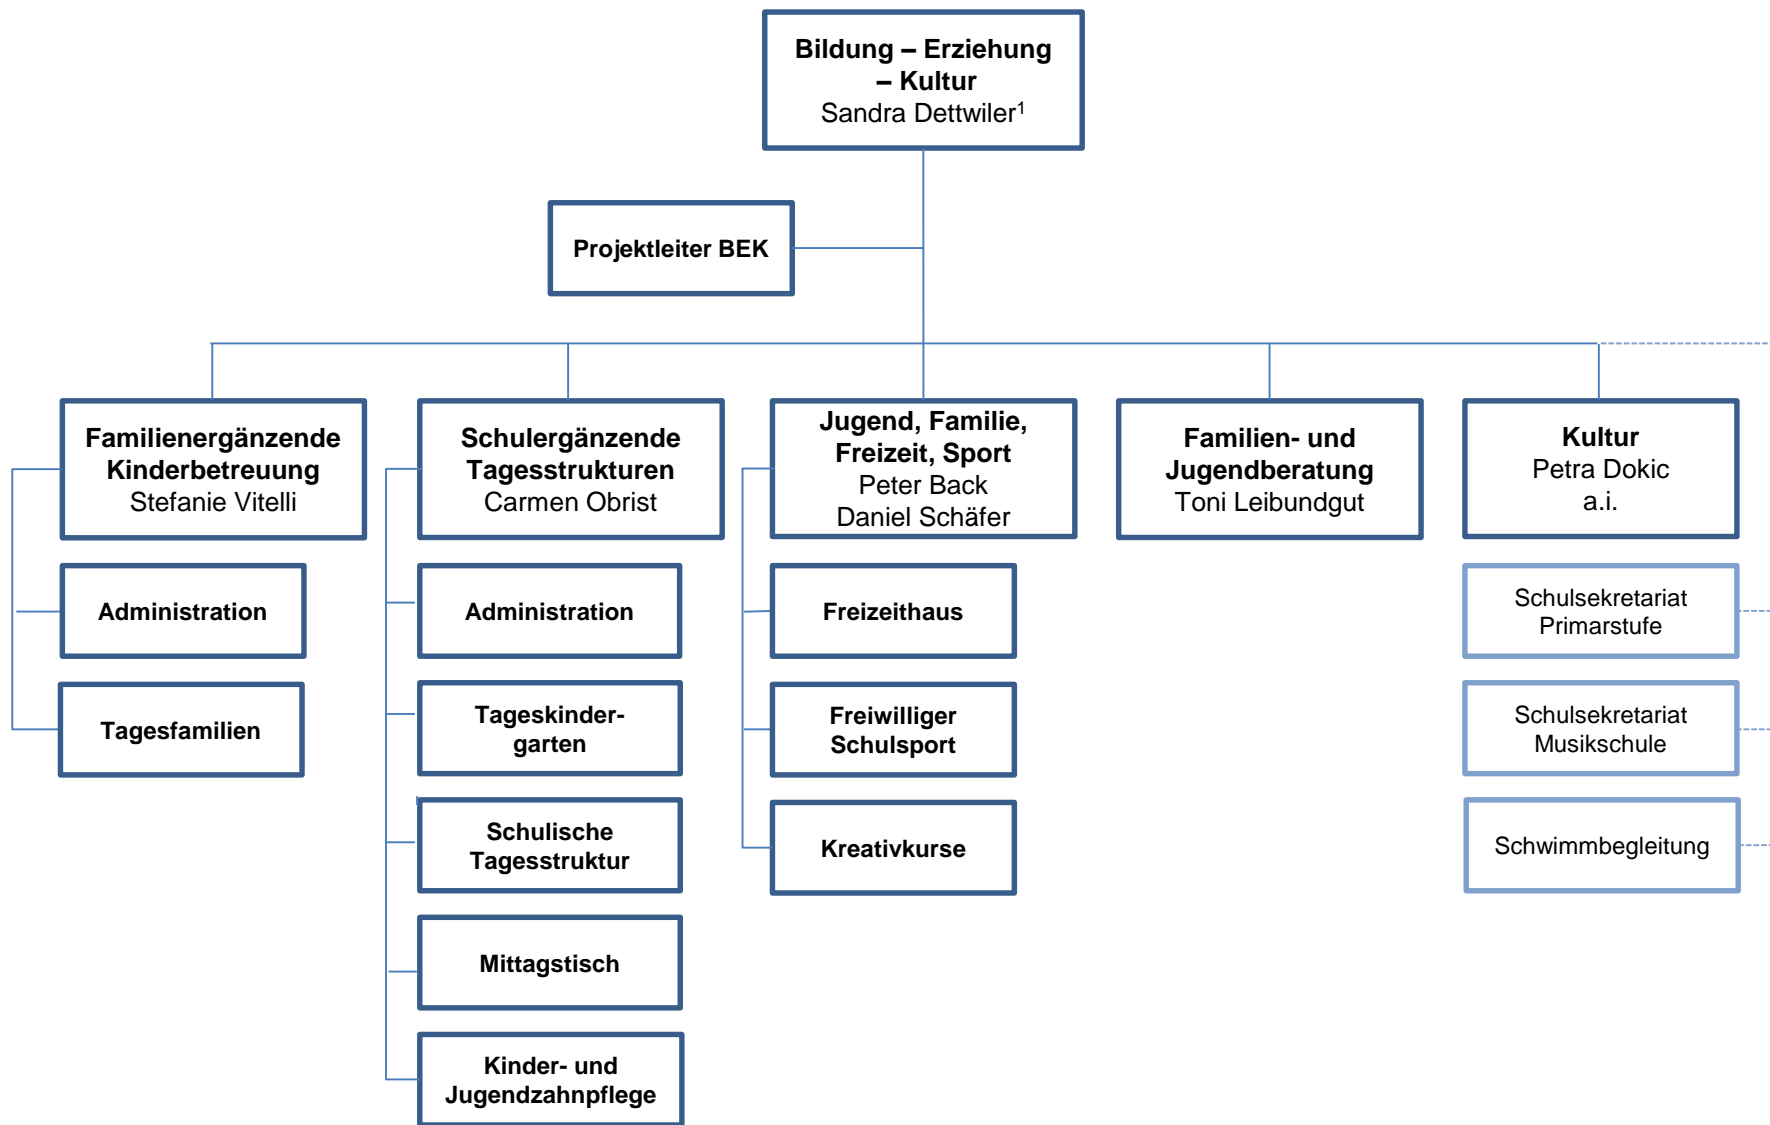 Bildung – Erziehung
– Kultur
Sandra Dettwiler¹
Projektleiter BEK
Familienergänzende
Kinderbetreuung
Stefanie Vitelli
Schulergänzende
Tagesstrukturen
Carmen Obrist
Jugend, Familie,
Freizeit, Sport
Peter Back
Daniel Schäfer
Familien- und
Jugendberatung
Toni Leibundgut
Kultur
Petra Dokic
a.i.
Administration
Tagesfamilien
Administration
Tageskinder-
garten
Schulische
Tagesstruktur
Mittagstisch
Kinder- und
Jugendzahnpflege
Freizeithaus
Freiwilliger
Schulsport
Kreativkurse
Schulsekretariat
Primarstufe
Schulsekretariat
Musikschule
Schwimmbegleitung